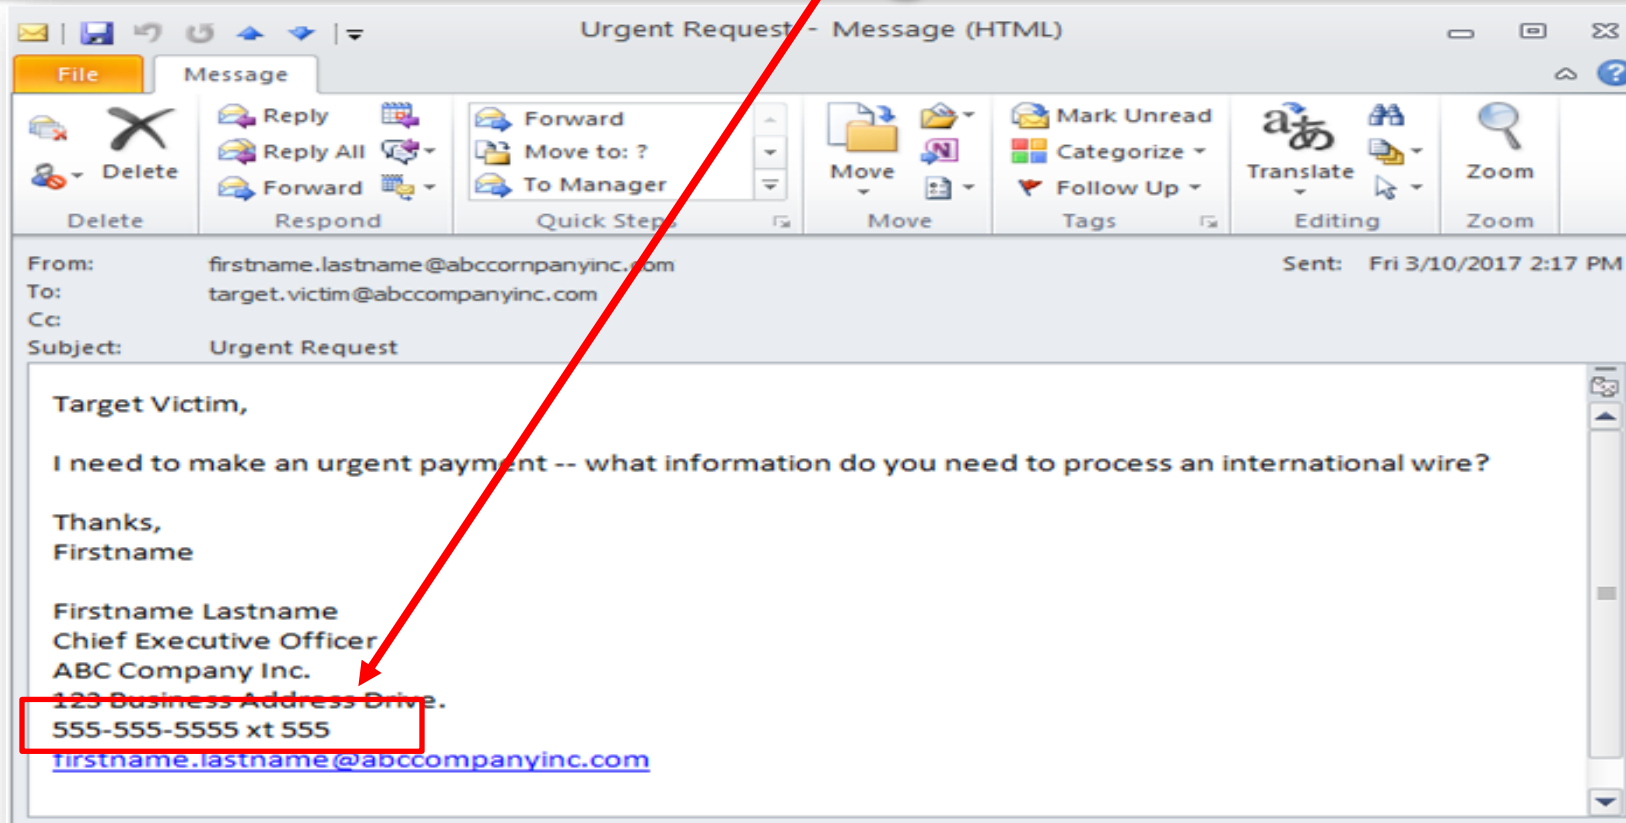 Urgent Request - Message (HTML)
File Message
Reply
Reply All
Forward
Delete
Forward
Move to: ?
To Manager
Move
Mark Unread
Categorize
Follow Up
Translate
Zoom
Delete Respond Quick Steps Move Tags Editing Zoom
From: firstname.lastname@abccornpanyinc.com Sent: Fri 3/10/2017 2:17 PM
To: target.victim@abccompanyinc.com
Cc:
Subject: Urgent Request
Target Victim,
I need to make an urgent payment -- what information do you need to process an international wire?
Thanks,
Firstname
Firstname Lastname
Chief Executive Officer
ABC Company Inc.
123 Business Address Drive.
555-555-5555 xt 555
firstname.lastname@abccompanyinc.com